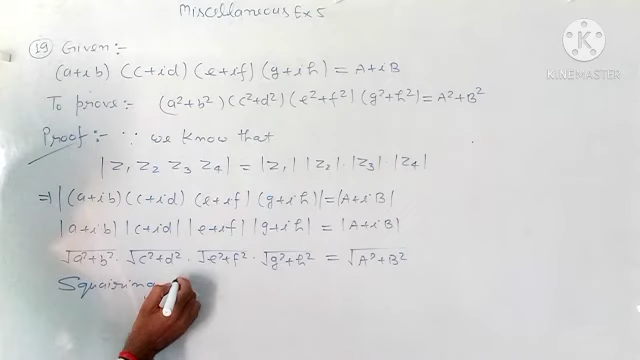 Miscellaneous Ex 5
(19) Given:-
(a+ib) (c+id) (e+if) (g+ih) = A+iB
To prove:- (a²+b²) (c²+d²) (e²+f²) (g²+h²) = A²+B²
Proof:- ∵ we know that
|z₁ z₂ z₃ z₄| = |z₁| |z₂|·|z₃|·|z₄|
⇒ |(a+ib) (c+id) (e+if) (g+ih)| = |A+iB|
|a+ib| |c+id| |e+if| |g+ih| = |A+iB|
√a²+b² · √c²+d² · √e²+f² · √g²+h² = √A²+B²
Squairing
KINEMASTER